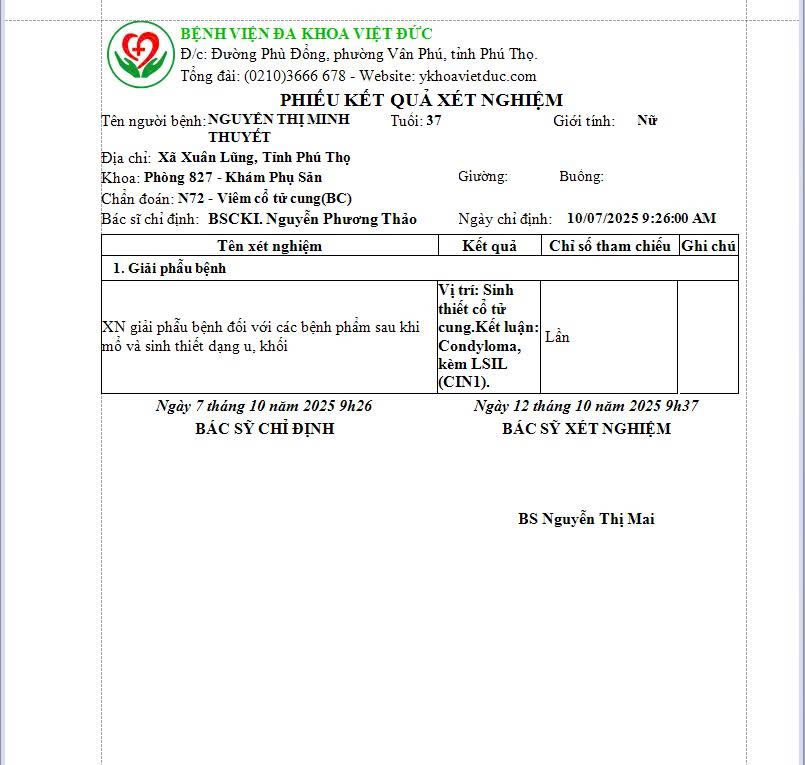 BỆNH VIỆN ĐA KHOA VIỆT ĐỨC
Đ/c: Đường Phù Đổng, phường Vân Phú, tỉnh Phú Thọ.
Tổng đài: (0210)3666 678 - Website: ykhoavietduc.com
PHIẾU KẾT QUẢ XÉT NGHIỆM
Tên người bệnh: NGUYỄN THỊ MINH THUYẾT Tuổi: 37 Giới tính: Nữ
Địa chỉ: Xã Xuân Lũng, Tỉnh Phú Thọ
Khoa: Phòng 827 - Khám Phụ Sản Giường: Buồng:
Chẩn đoán: N72 - Viêm cổ tử cung(BC)
Bác sĩ chỉ định: BSCKI. Nguyễn Phương Thảo Ngày chỉ định: 10/07/2025 9:26:00 AM
Tên xét nghiệm Kết quả Chỉ số tham chiếu Ghi chú
1. Giải phẫu bệnh
XN giải phẫu bệnh đối với các bệnh phẩm sau khi
mổ và sinh thiết dạng u, khối
Vị trí: Sinh
thiết cổ tử
cung.Kết luận:
Condyloma,
kèm LSIL
(CIN1).
Lần
Ngày 7 tháng 10 năm 2025 9h26 Ngày 12 tháng 10 năm 2025 9h37
BÁC SỸ CHỈ ĐỊNH BÁC SỸ XÉT NGHIỆM
BS Nguyễn Thị Mai